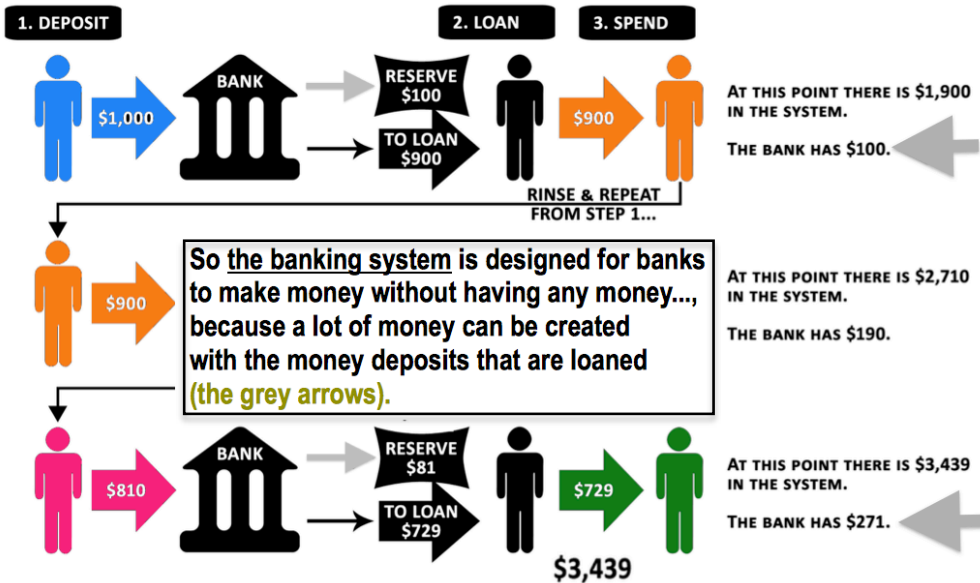 1. DEPOSIT
2. LOAN
3. SPEND
$1,000
BANK
RESERVE
$100
TO LOAN
$900
$900
AT THIS POINT THERE IS $1,900
IN THE SYSTEM.
THE BANK HAS $100.
RINSE & REPEAT
FROM STEP 1...
$900
So the banking system is designed for banks
to make money without having any money...,
because a lot of money can be created
with the money deposits that are loaned
(the grey arrows).
AT THIS POINT THERE IS $2,710
IN THE SYSTEM.
THE BANK HAS $190.
$810
BANK
RESERVE
$81
TO LOAN
$729
$729
AT THIS POINT THERE IS $3,439
IN THE SYSTEM.
THE BANK HAS $271.
$3,439